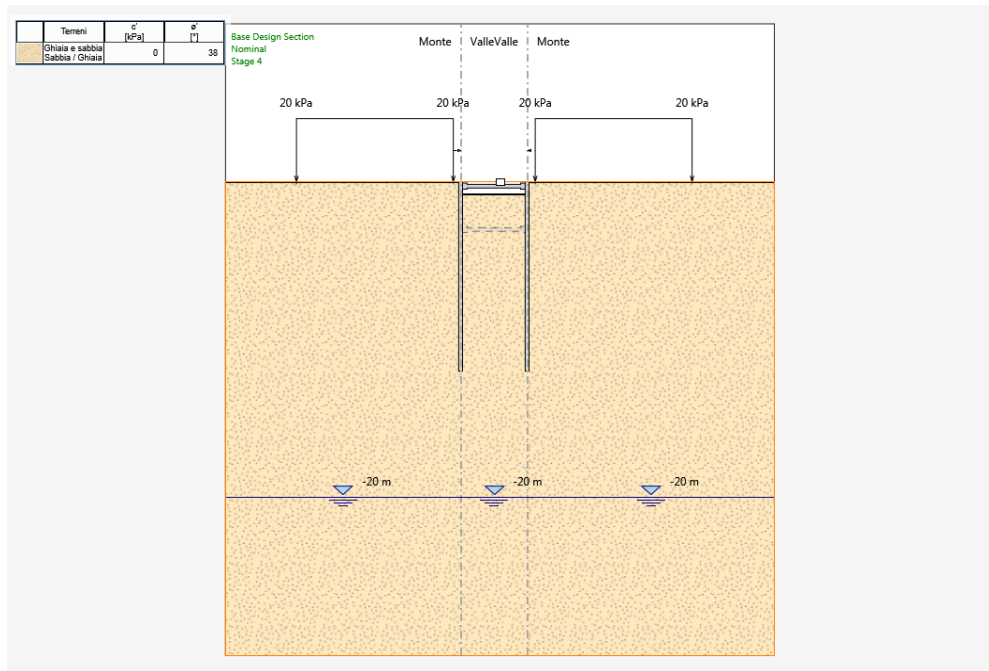 Terreni c' ø'
[kPa] [°]
Ghiaia e sabbia 0 38
Sabbia / Ghiaia
Base Design Section
Nominal
Stage 4
Monte ValleValle Monte
20 kPa 20 kPa 20 kPa 20 kPa
-20 m -20 m -20 m